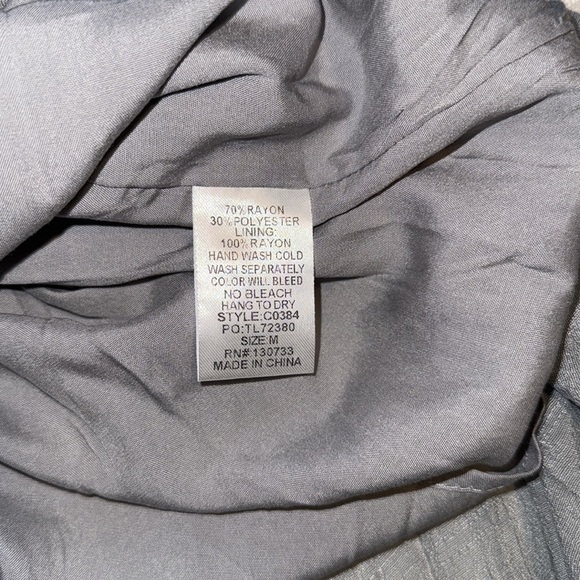 70% RAYON
30% POLYESTER
LINING:
100% RAYON
HAND WASH COLD
WASH SEPARATELY
COLOR WILL BLEED
NO BLEACH
HANG TO DRY
STYLE:C0384
PO:TL72380
SIZE:M
RN# 130733
MADE IN CHINA